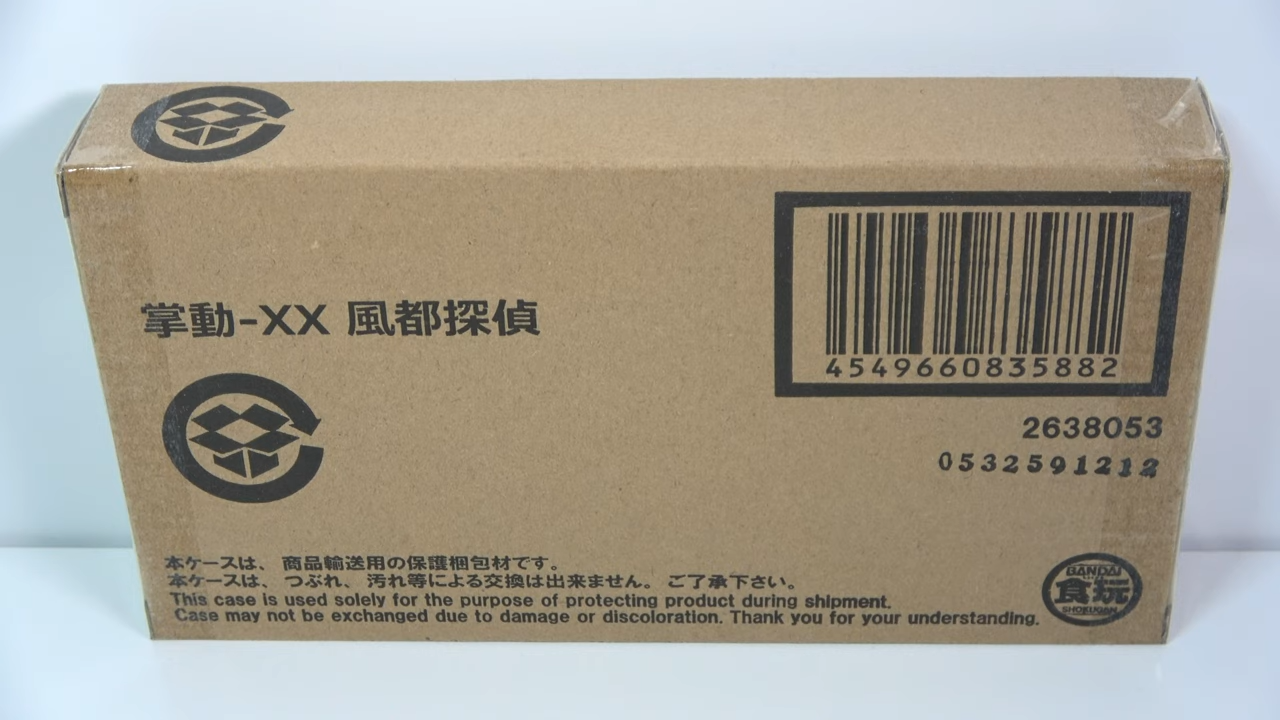 掌動-XX 風都探偵
4549660835882
2638053
0532591212
本ケースは、商品輸送用の保護梱包材です。
本ケースは、つぶれ、汚れ等による交換は出来ません。ご了承下さい。
This case is used solely for the purpose of protecting product during shipment.
Case may not be exchanged due to damage or discoloration. Thank you for your understanding.
BANDAI
食玩
SHOKUGAN